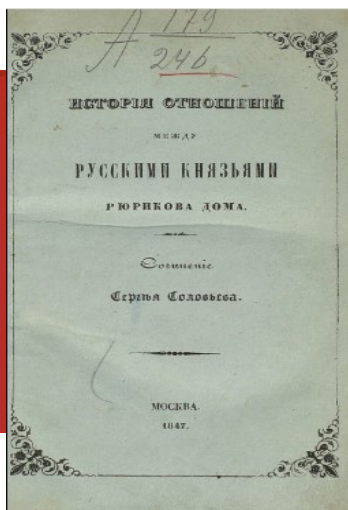 А 179
246
ИСТОРІЯ ОТНОШЕНІЙ
МЕЖДУ
РУССКИМИ КНЯЗЬЯМИ
РЮРИКОВА ДОМА.
Сочиненіе
Сергѣя Соловьева.
МОСКВА.
1847.